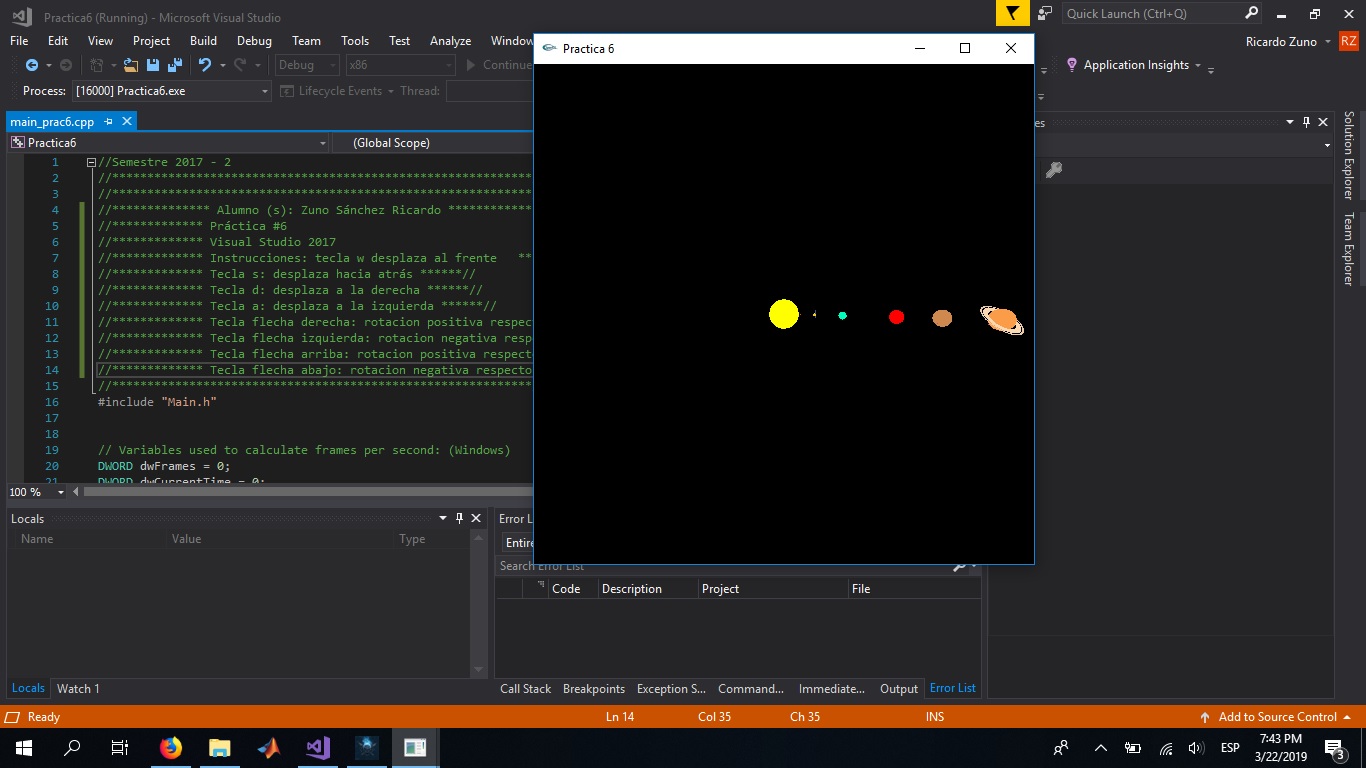 Practica6 (Running) - Microsoft Visual Studio
Quick Launch (Ctrl+Q)
File Edit View Project Build Debug Team Tools Test Analyze Window
Ricardo Zuno RZ
Debug x86 Continue
Application Insights
Process: [16000] Practica6.exe Lifecycle Events Thread:
Practica 6
main_prac6.cpp
Practica6 (Global Scope)
1 //Semestre 2017 - 2
2 //****************************************************************
3 //****************************************************************
4 //************** Alumno (s): Zuno Sánchez Ricardo *************
5 //************* Práctica #6
6 //************* Visual Studio 2017
7 //************* Instrucciones: tecla w desplaza al frente **
8 //************* Tecla s: desplaza hacia atrás ******//
9 //************* Tecla d: desplaza a la derecha ******//
10 //************* Tecla a: desplaza a la izquierda ******//
11 //************* Tecla flecha derecha: rotacion positiva respec
12 //************* Tecla flecha izquierda: rotacion negativa resp
13 //************* Tecla flecha arriba: rotacion positiva respect
14 //************* Tecla flecha abajo: rotacion negativa respecto
15 //****************************************************************
16 #include "Main.h"
17
18
19 // Variables used to calculate frames per second: (Windows)
20 DWORD dwFrames = 0;
21 DWORD dwCurrentTime = 0;
100 %
es
Solution Explorer
Team Explorer
Locals
Name Value Type
Locals Watch 1
Error L
Entire
Search Error List
Code Description Project File
Call Stack Breakpoints Exception S... Command... Immediate... Output Error List
Ready Ln 14 Col 35 Ch 35 INS Add to Source Control
ESP 7:43 PM
3/22/2019 3